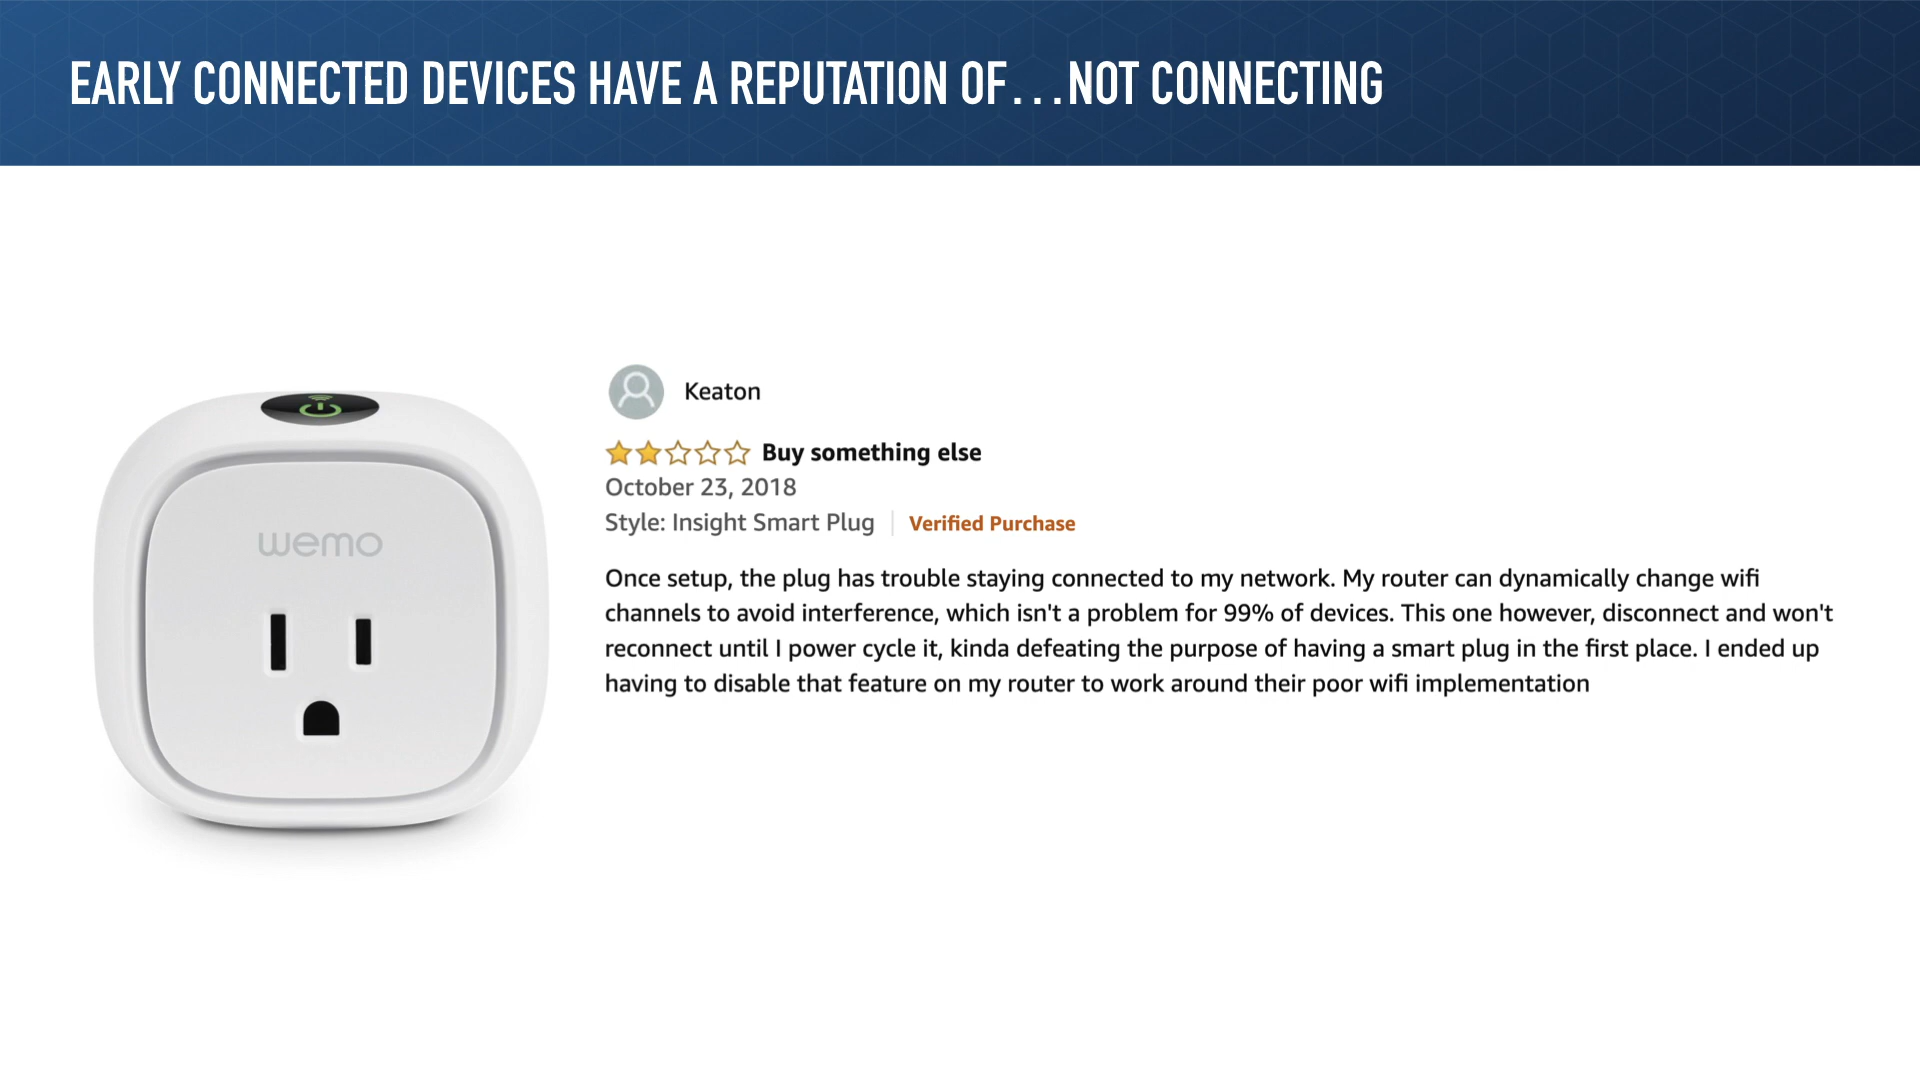 EARLY CONNECTED DEVICES HAVE A REPUTATION OF...NOT CONNECTING
wemo
Keaton
Buy something else
October 23, 2018
Style: Insight Smart Plug | Verified Purchase
Once setup, the plug has trouble staying connected to my network. My router can dynamically change wifi
channels to avoid interference, which isn't a problem for 99% of devices. This one however, disconnect and won't
reconnect until I power cycle it, kinda defeating the purpose of having a smart plug in the first place. I ended up
having to disable that feature on my router to work around their poor wifi implementation